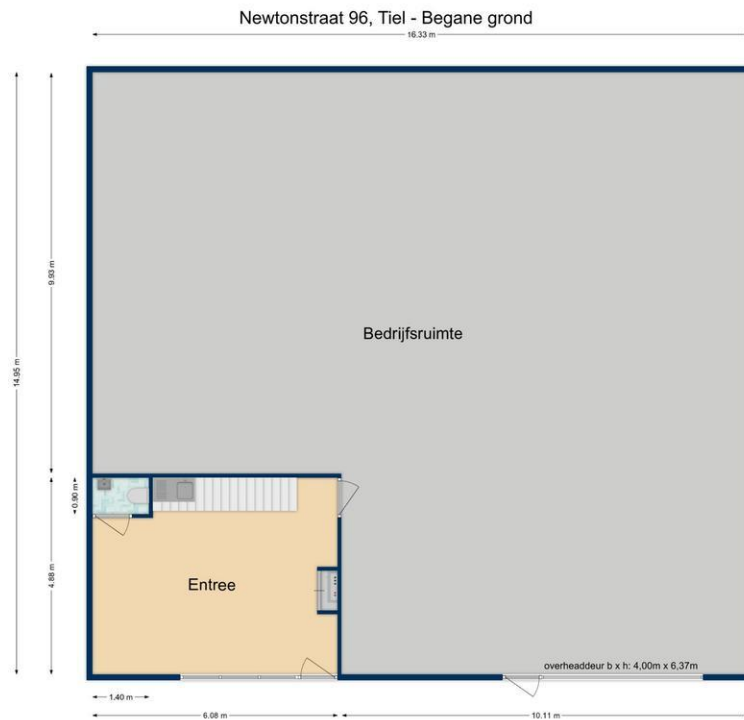 Newtonstraat 96, Tiel - Begane grond
16.33 m
14.95 m
9.93 m
Bedrijfsruimte
0.90 m
4.88 m
Entree
overheaddeur b x h: 4,00m x 6,37m
1.40 m
6.08 m
10.11 m